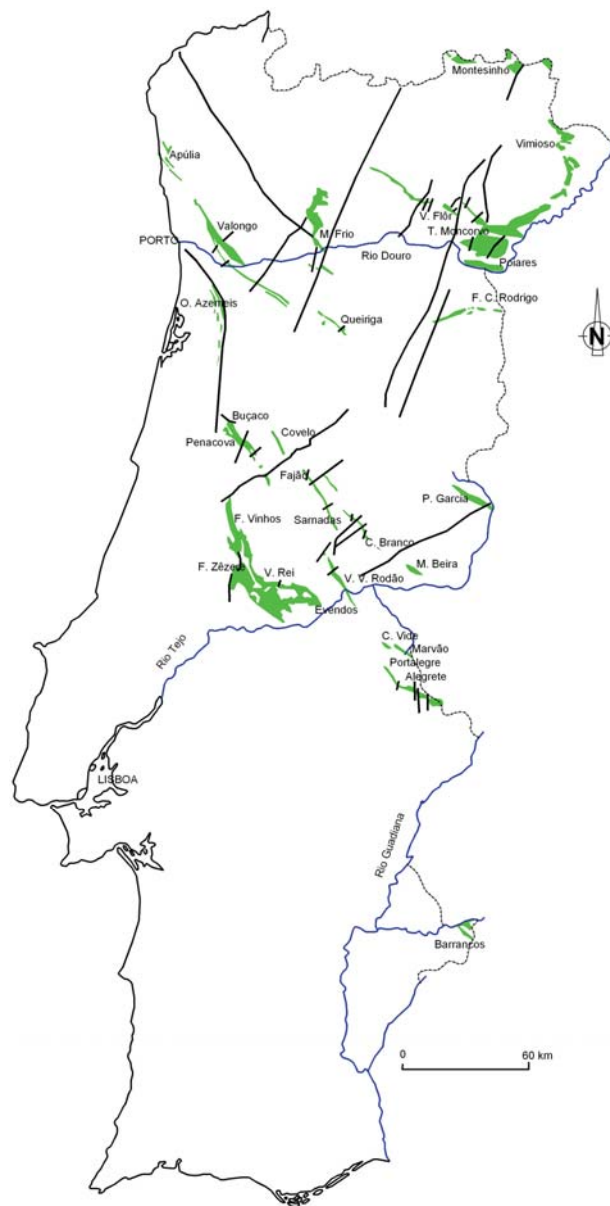 Montesinho
Vimioso
Apúlia
V. Flôr
Valongo
M. Frio
T. Moncorvo
PORTO
Rio Douro
Poiares
O. Azemeis
F. C. Rodrigo
Queiriga
N
Buçaco
Penacova
Covelo
Fajão
P. Garcia
F. Vinhos
Sarnadas
C. Branco
F. Zêzere
V. Rei
M. Beira
V. V. Rodão
Evendos
Rio Tejo
C. Vide
Marvão
Portalegre
Alegrete
LISBOA
Rio Guadiana
Barrancos
0
60 km